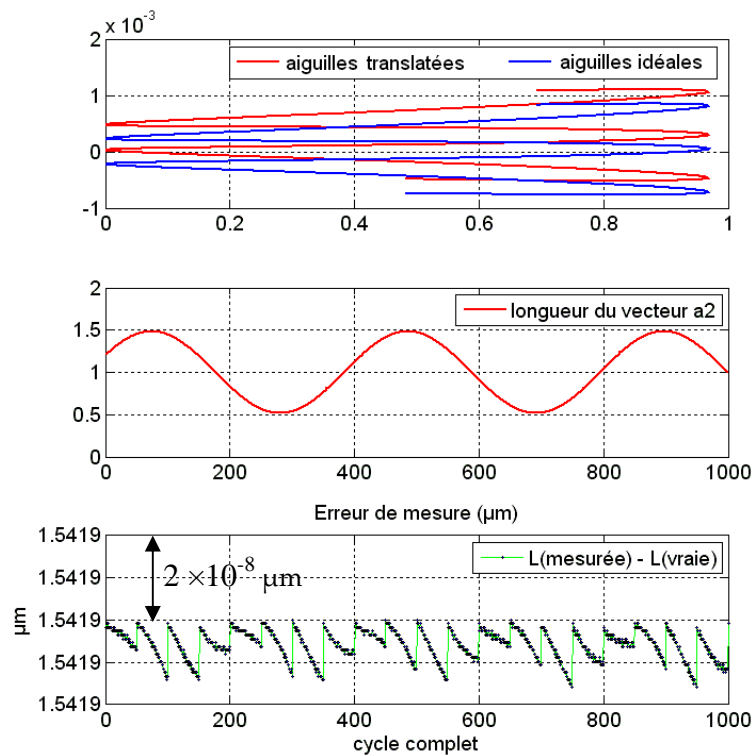 x 10⁻³
2
aiguilles translatées aiguilles idéales
1
0
-1
0 0.2 0.4 0.6 0.8 1
2
longueur du vecteur a2
1.5
1
0.5
0
0 200 400 600 800 1000
Erreur de mesure (µm)
1.5419
L(mesurée) - L(vraie)
2 ×10⁻⁸ µm
1.5419
1.5419
1.5419
1.5419
µm
0 200 400 600 800 1000
cycle complet